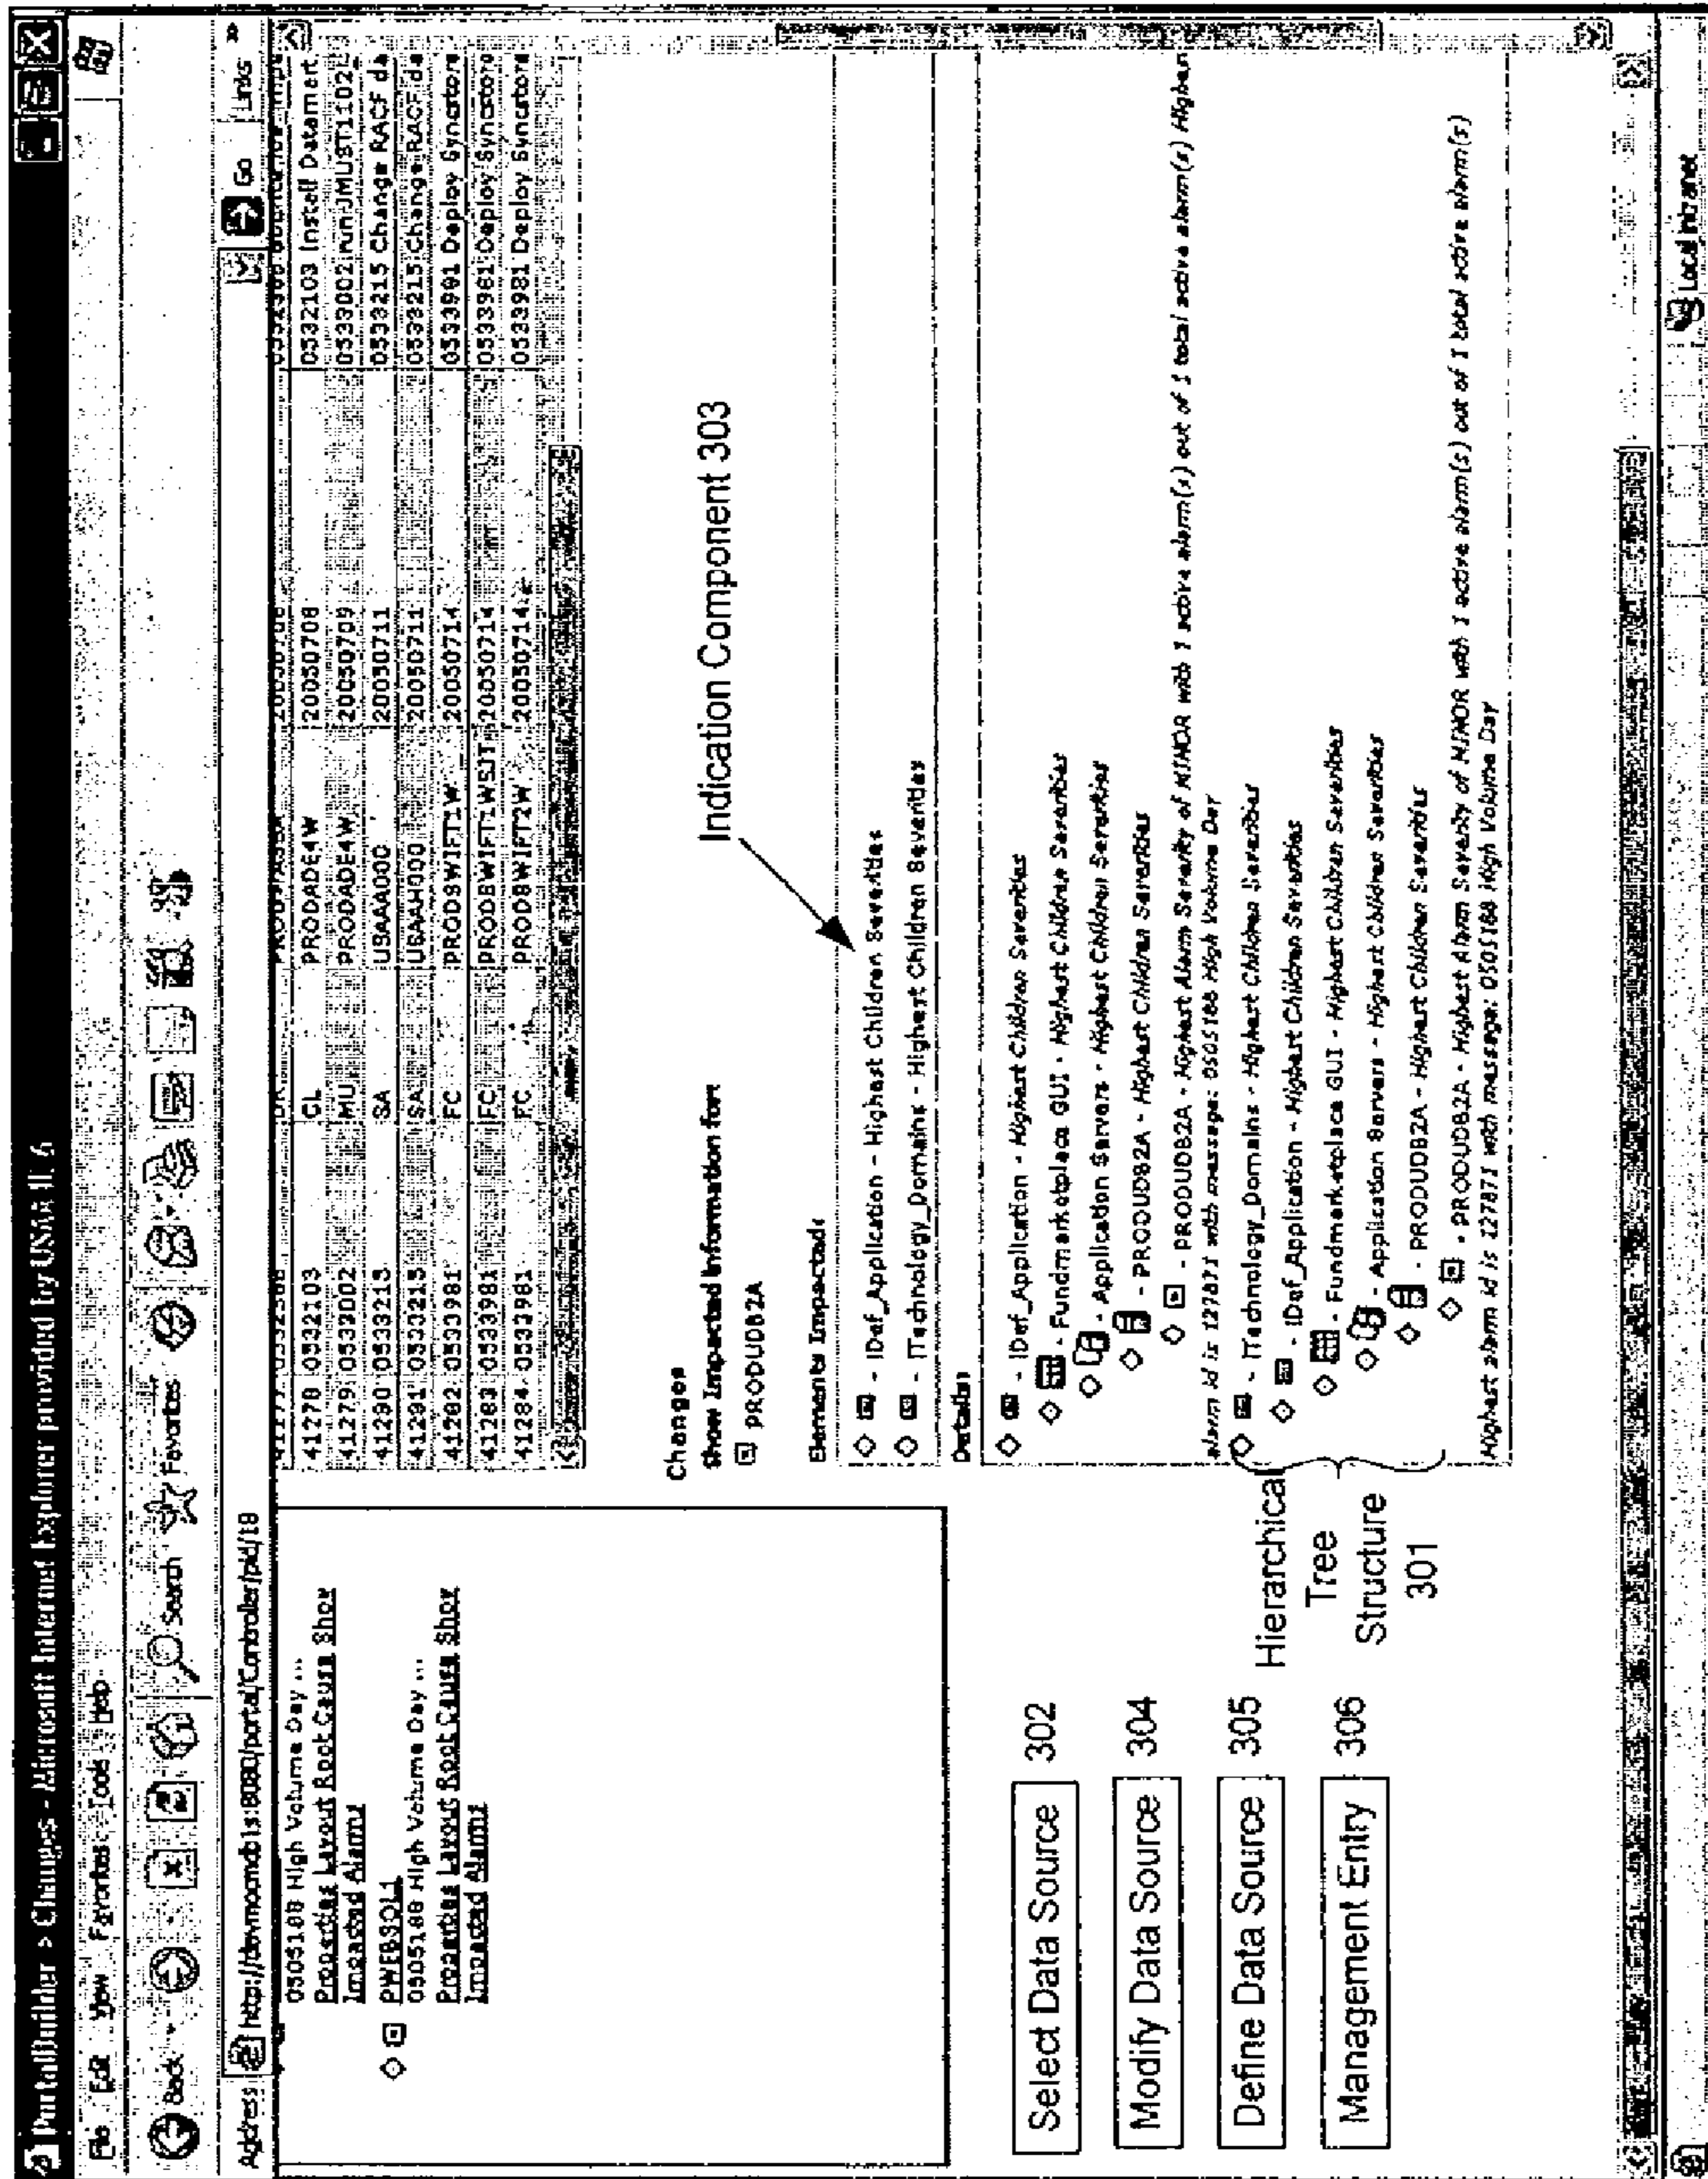 PortalBuilder > Changes - Microsoft Internet Explorer provided by USAR II. 6
File Edit View Favorites Tools Help
Back Search Favorites
Address http://devmocmdb1s:8080/portal/Controller/pid/18 Go Links »
0505188 High Volume Day ...
Properties Layout Root Cause Show
Impacted Alarms
PWEBSQL1
0505188 High Volume Day ...
Properties Layout Root Cause Show
Impacted Alarms
41278 0532103 CL PRODADE4W 20050708 0532103 Install Datamart
41279 0533002 MU PRODADE4W 20050709 0533002 Run JMUST1102
41280 0533215 SA USAAA000 20050711 0533215 Change RACF da
41281 0533215 SA USAAH000 20050711 0533215 Change RACF da
41282 0533981 FC PRODSWIFT1W 20050714 0533981 Deploy Syncstore
41283 0533981 FC PRODSWIFT1WSJT 20050714 0533981 Deploy Syncstore
41284 0533981 FC PRODSWIFT2W 20050714 0533981 Deploy Syncstore
Changes
Show Impacted Information for:
PRODUDB2A
Indication Component 303
Elements Impacted:
- IDef_Application - Highest Children Severities
- ITechnology_Domains - Highest Children Severities
Details:
- IDef_Application - Highest Children Severities
- Fundmarketplace GUI - Highest Children Severities
- Application Servers - Highest Children Severities
- PRODUDB2A - Highest Children Severities
- PRODUDB2A - Highest Alarm Severity of MINOR with 1 active alarm(s) out of 1 total active alarm(s) Highest
alarm id is 127871 with message: 0505188 High Volume Day
- ITechnology_Domains - Highest Children Severities
- IDef_Application - Highest Children Severities
- Fundmarketplace GUI - Highest Children Severities
- Application Servers - Highest Children Severities
- PRODUDB2A - Highest Children Severities
- PRODUDB2A - Highest Alarm Severity of MINOR with 1 active alarm(s) out of 1 total active alarm(s)
Highest alarm id is 127871 with message: 0505188 High Volume Day
Select Data Source 302
Modify Data Source 304
Define Data Source 305
Management Entry 306
Hierarchical
Tree
Structure
301
Local intranet